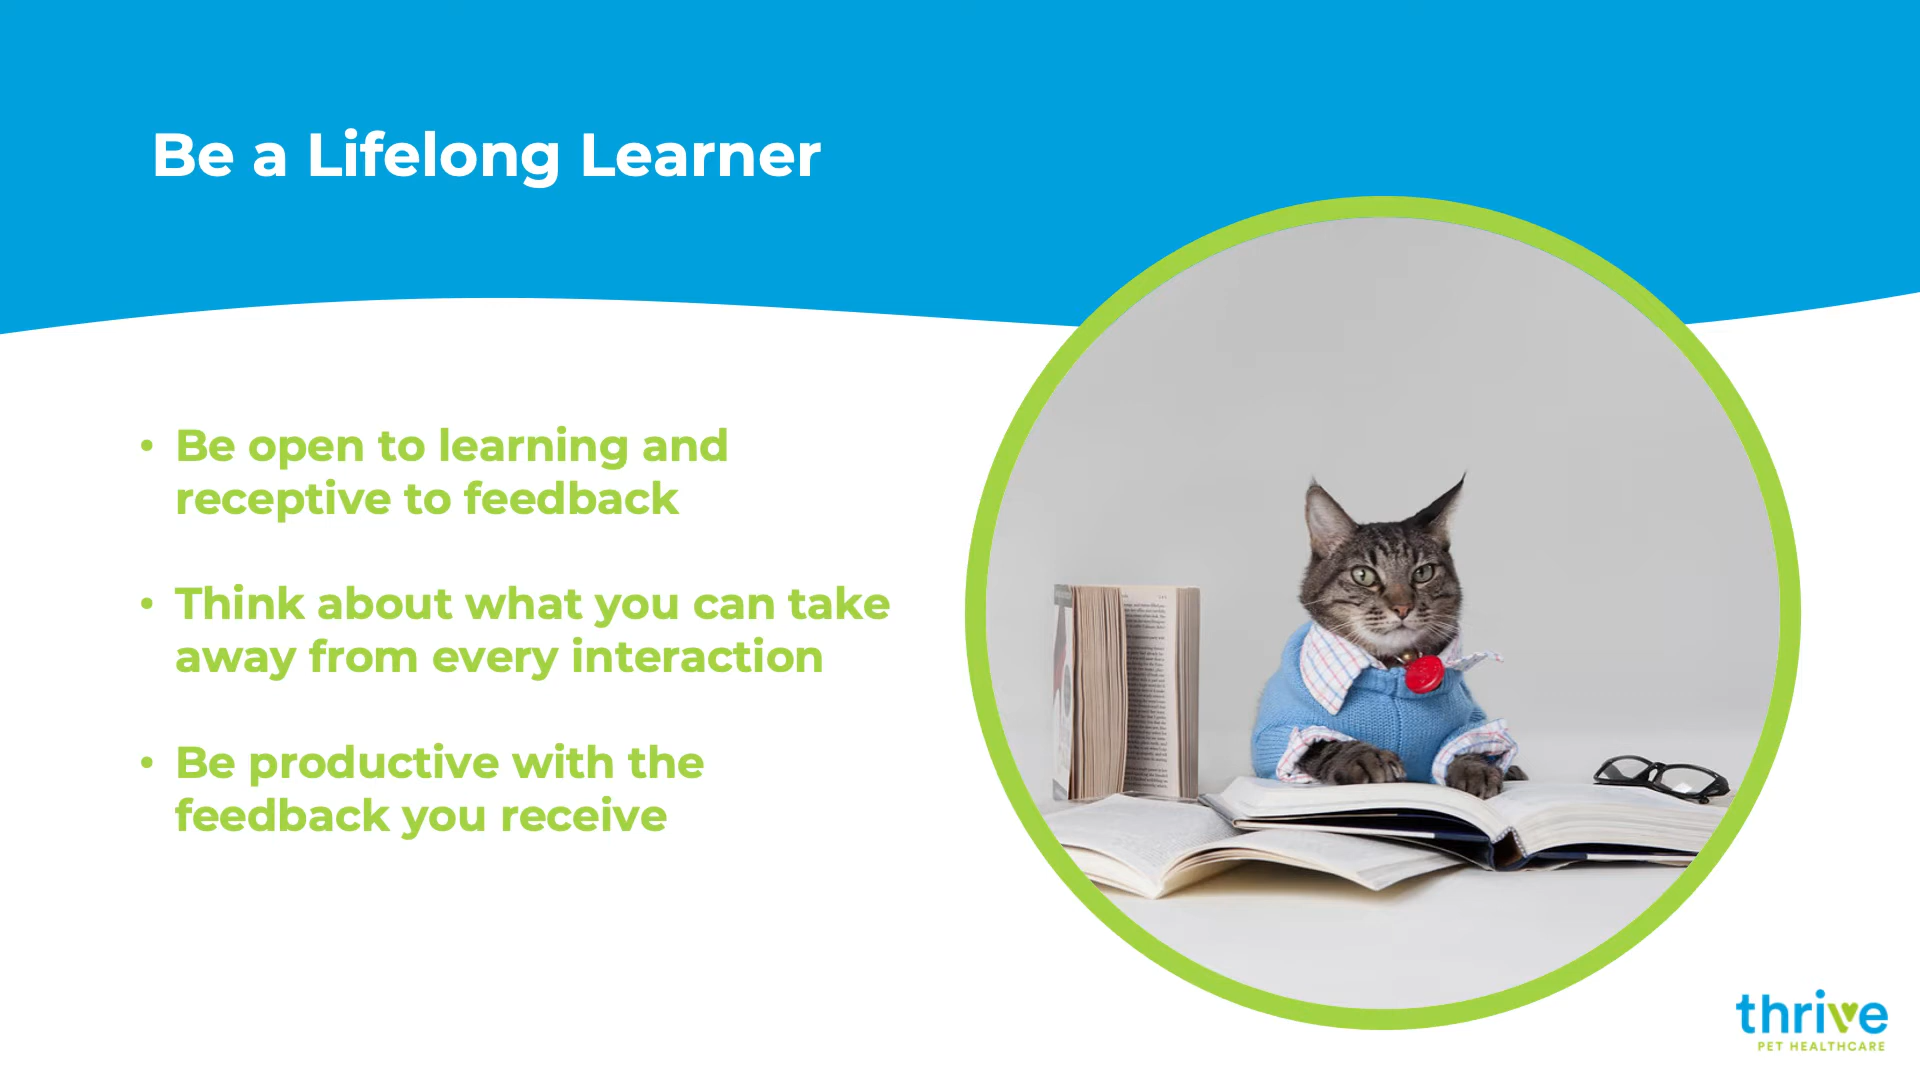 Be a Lifelong Learner
• Be open to learning and
receptive to feedback
• Think about what you can take
away from every interaction
• Be productive with the
feedback you receive
thrive
PET HEALTHCARE